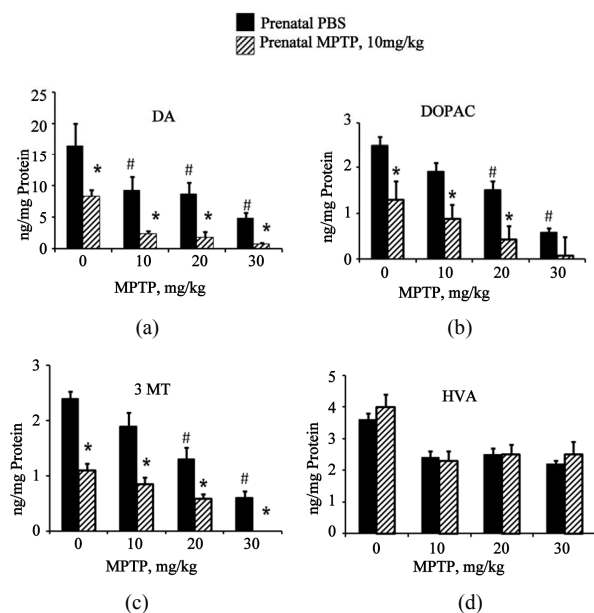 Prenatal PBS
Prenatal MPTP, 10mg/kg
DA
ng/mg Protein
25
20
15
10
5
0
*
#
*
#
*
#
*
0 10 20 30
MPTP, mg/kg
(a)
DOPAC
ng/mg Protein
3
2
1
0
*
*
#
*
#
0 10 20 30
MPTP, mg/kg
(b)
3 MT
ng/mg Protein
3
2
1
0
*
*
#
*
#
*
0 10 20 30
MPTP, mg/kg
(c)
HVA
ng/mg Protein
5
4
3
2
1
0
0 10 20 30
MPTP, mg/kg
(d)